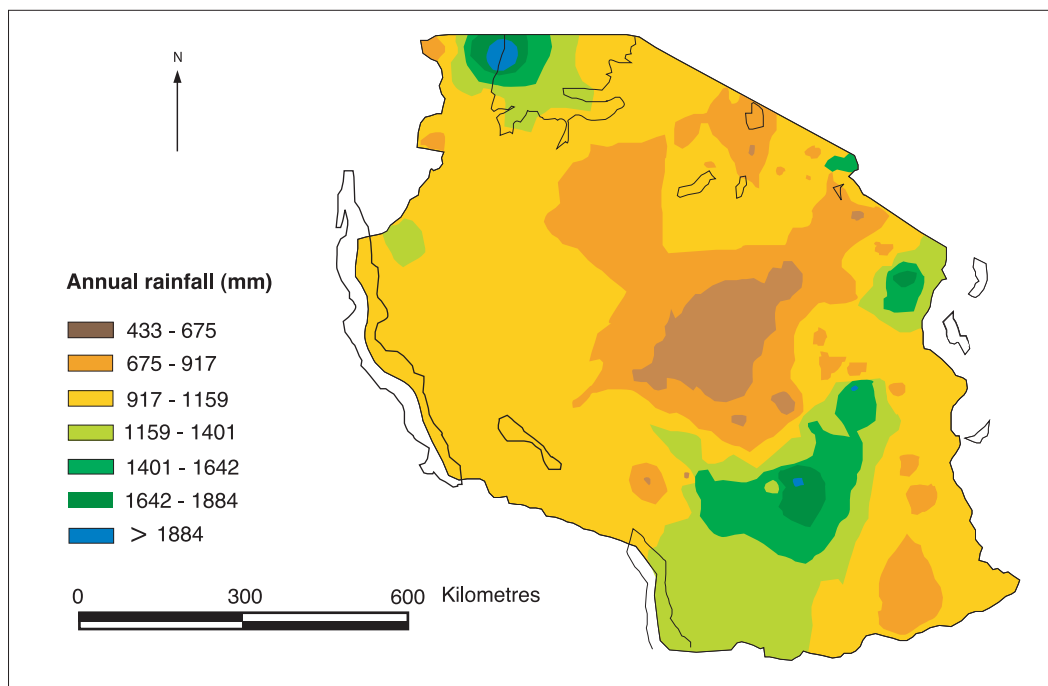 N
Annual rainfall (mm)
433 - 675
675 - 917
917 - 1159
1159 - 1401
1401 - 1642
1642 - 1884
> 1884
0 300 600 Kilometres